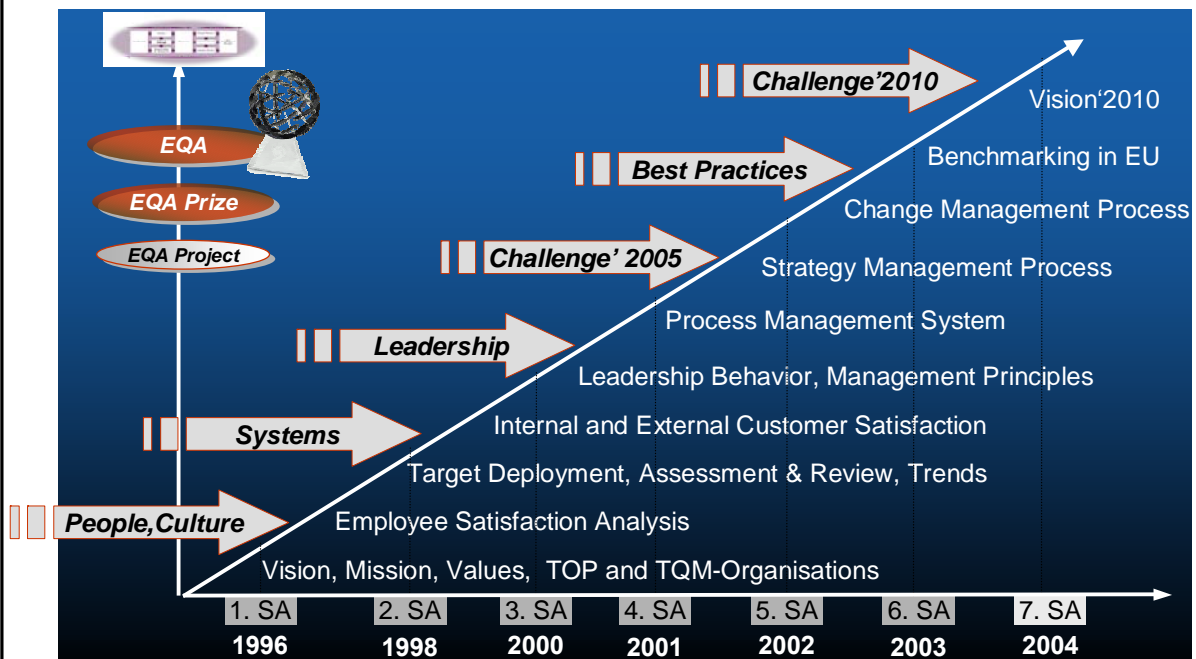 Challenge'2010
Vision'2010
EQA
Benchmarking in EU
Best Practices
EQA Prize
Change Management Process
EQA Project
Challenge' 2005
Strategy Management Process
Process Management System
Leadership
Leadership Behavior, Management Principles
Internal and External Customer Satisfaction
Systems
Target Deployment, Assessment & Review, Trends
People,Culture
Employee Satisfaction Analysis
Vision, Mission, Values, TOP and TQM-Organisations
1. SA 2. SA 3. SA 4. SA 5. SA 6. SA 7. SA
1996 1998 2000 2001 2002 2003 2004